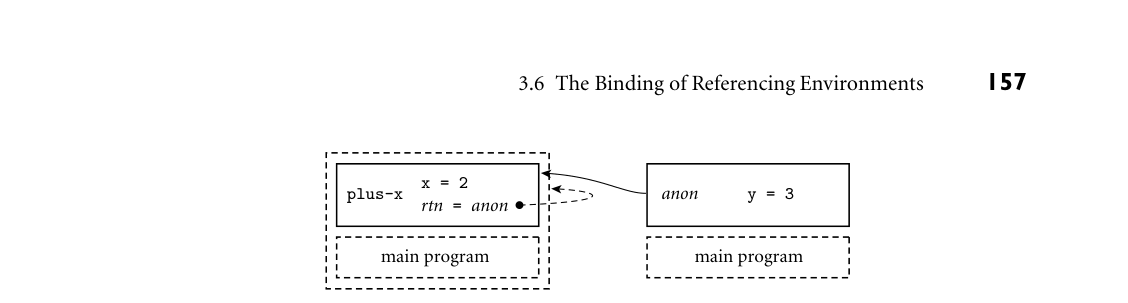 3.6 The Binding of Referencing Environments 157
plus-x x = 2
rtn = anon
anon y = 3
main program
main program